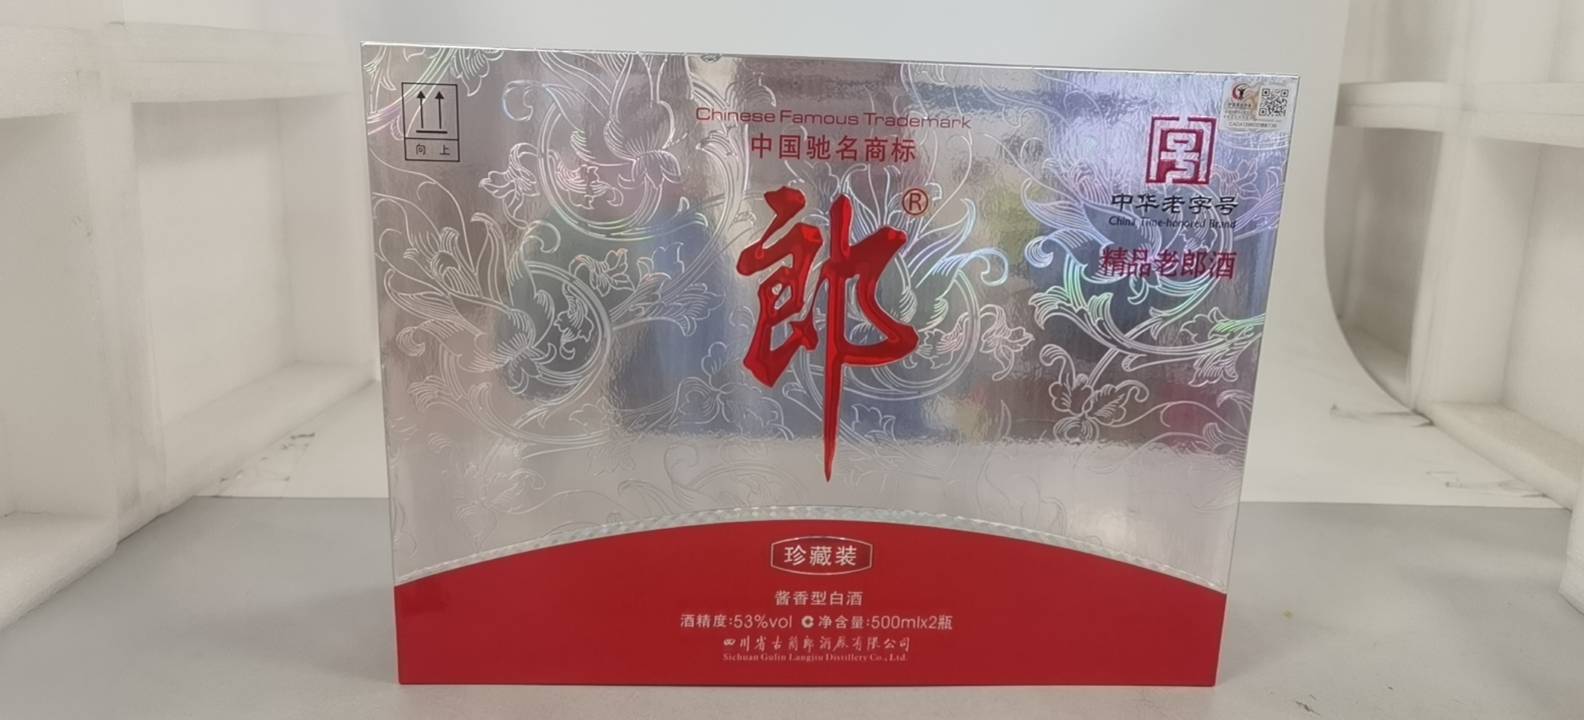 向 上
Chinese Famous Trademark
中国驰名商标
郎®
中华老字号
China Time-honored Brand
精品老郎酒
珍藏装
酱香型白酒
酒精度:53%vol C 净含量:500mlx2瓶
四川省古蔺郎酒厂有限公司
Sichuan Gulin Langjiu Distillery Co., Ltd.